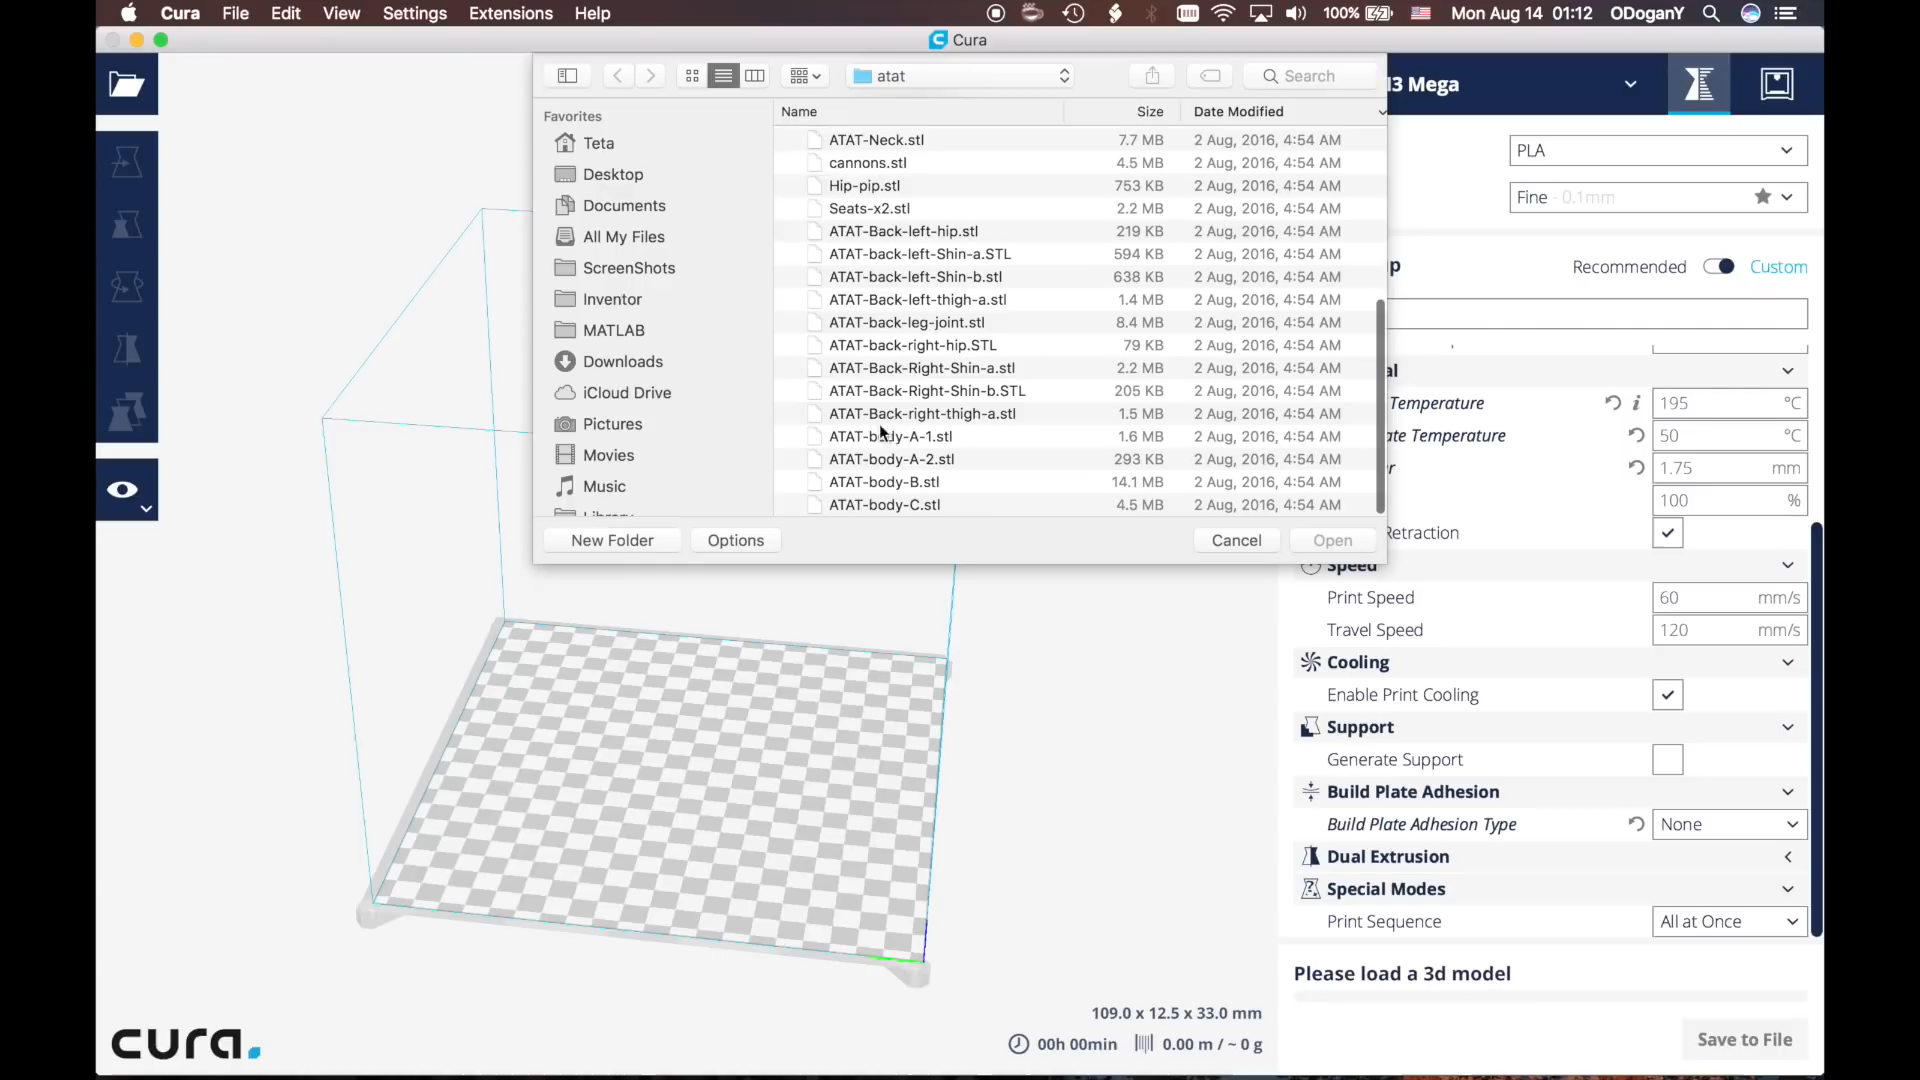 Cura File Edit View Settings Extensions Help 100% Mon Aug 14 01:12 ODoganY
Cura
atat
Search
Favorites
Teta
Desktop
Documents
All My Files
ScreenShots
Inventor
MATLAB
Downloads
iCloud Drive
Pictures
Movies
Music
Name Size Date Modified
ATAT-Neck.stl 7.7 MB 2 Aug, 2016, 4:54 AM
cannons.stl 4.5 MB 2 Aug, 2016, 4:54 AM
Hip-pip.stl 753 KB 2 Aug, 2016, 4:54 AM
Seats-x2.stl 2.2 MB 2 Aug, 2016, 4:54 AM
ATAT-Back-left-hip.stl 219 KB 2 Aug, 2016, 4:54 AM
ATAT-back-left-Shin-a.STL 594 KB 2 Aug, 2016, 4:54 AM
ATAT-back-left-Shin-b.stl 638 KB 2 Aug, 2016, 4:54 AM
ATAT-Back-left-thigh-a.stl 1.4 MB 2 Aug, 2016, 4:54 AM
ATAT-back-leg-joint.stl 8.4 MB 2 Aug, 2016, 4:54 AM
ATAT-back-right-hip.STL 79 KB 2 Aug, 2016, 4:54 AM
ATAT-Back-Right-Shin-a.stl 2.2 MB 2 Aug, 2016, 4:54 AM
ATAT-Back-Right-Shin-b.STL 205 KB 2 Aug, 2016, 4:54 AM
ATAT-Back-right-thigh-a.stl 1.5 MB 2 Aug, 2016, 4:54 AM
ATAT-body-A-1.stl 1.6 MB 2 Aug, 2016, 4:54 AM
ATAT-body-A-2.stl 293 KB 2 Aug, 2016, 4:54 AM
ATAT-body-B.stl 14.1 MB 2 Aug, 2016, 4:54 AM
ATAT-body-C.stl 4.5 MB 2 Aug, 2016, 4:54 AM
New Folder Options Cancel Open
I3 Mega
PLA
Fine - 0.1mm
Recommended Custom
Temperature i 195 °C
Temperature 50 °C
1.75 mm
100 %
Retraction
Speed
Print Speed 60 mm/s
Travel Speed 120 mm/s
Cooling
Enable Print Cooling
Support
Generate Support
Build Plate Adhesion
Build Plate Adhesion Type None
Dual Extrusion
Special Modes
Print Sequence All at Once
Please load a 3d model
Save to File
109.0 x 12.5 x 33.0 mm
00h 00min 0.00 m / ~ 0 g
cura.